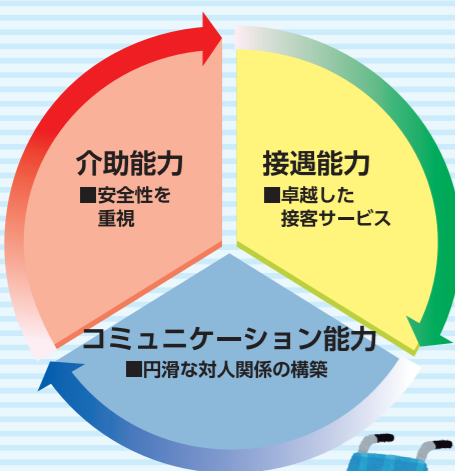 介助能力
■安全性を
重視
接遇能力
■卓越した
接客サービス
コミュニケーション能力
■円滑な対人関係の構築